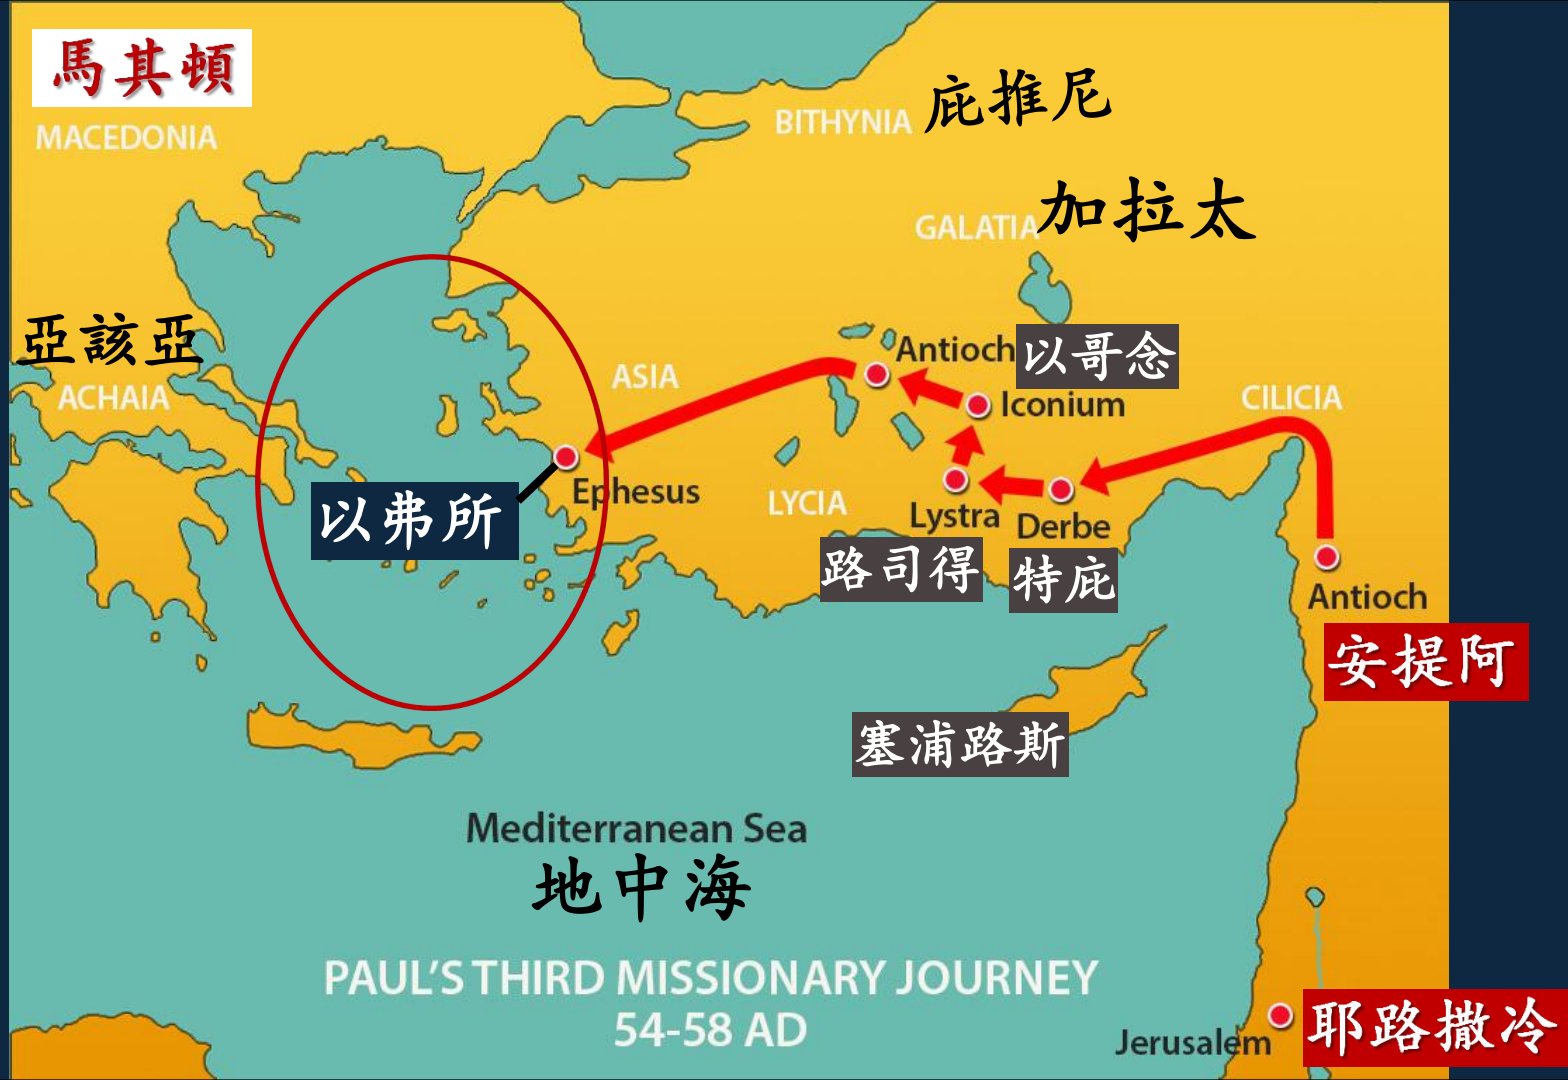 馬其頓
MACEDONIA
BITHYNIA 庇推尼
GALATIA 加拉太
亞該亞
ACHAIA
ASIA
Antioch 以哥念
Iconium
CILICIA
以弗所
Ephesus
LYCIA
Lystra
Derbe
路司得
特庇
Antioch
安提阿
塞浦路斯
Mediterranean Sea
地中海
PAUL'S THIRD MISSIONARY JOURNEY
54-58 AD
Jerusalem 耶路撒冷